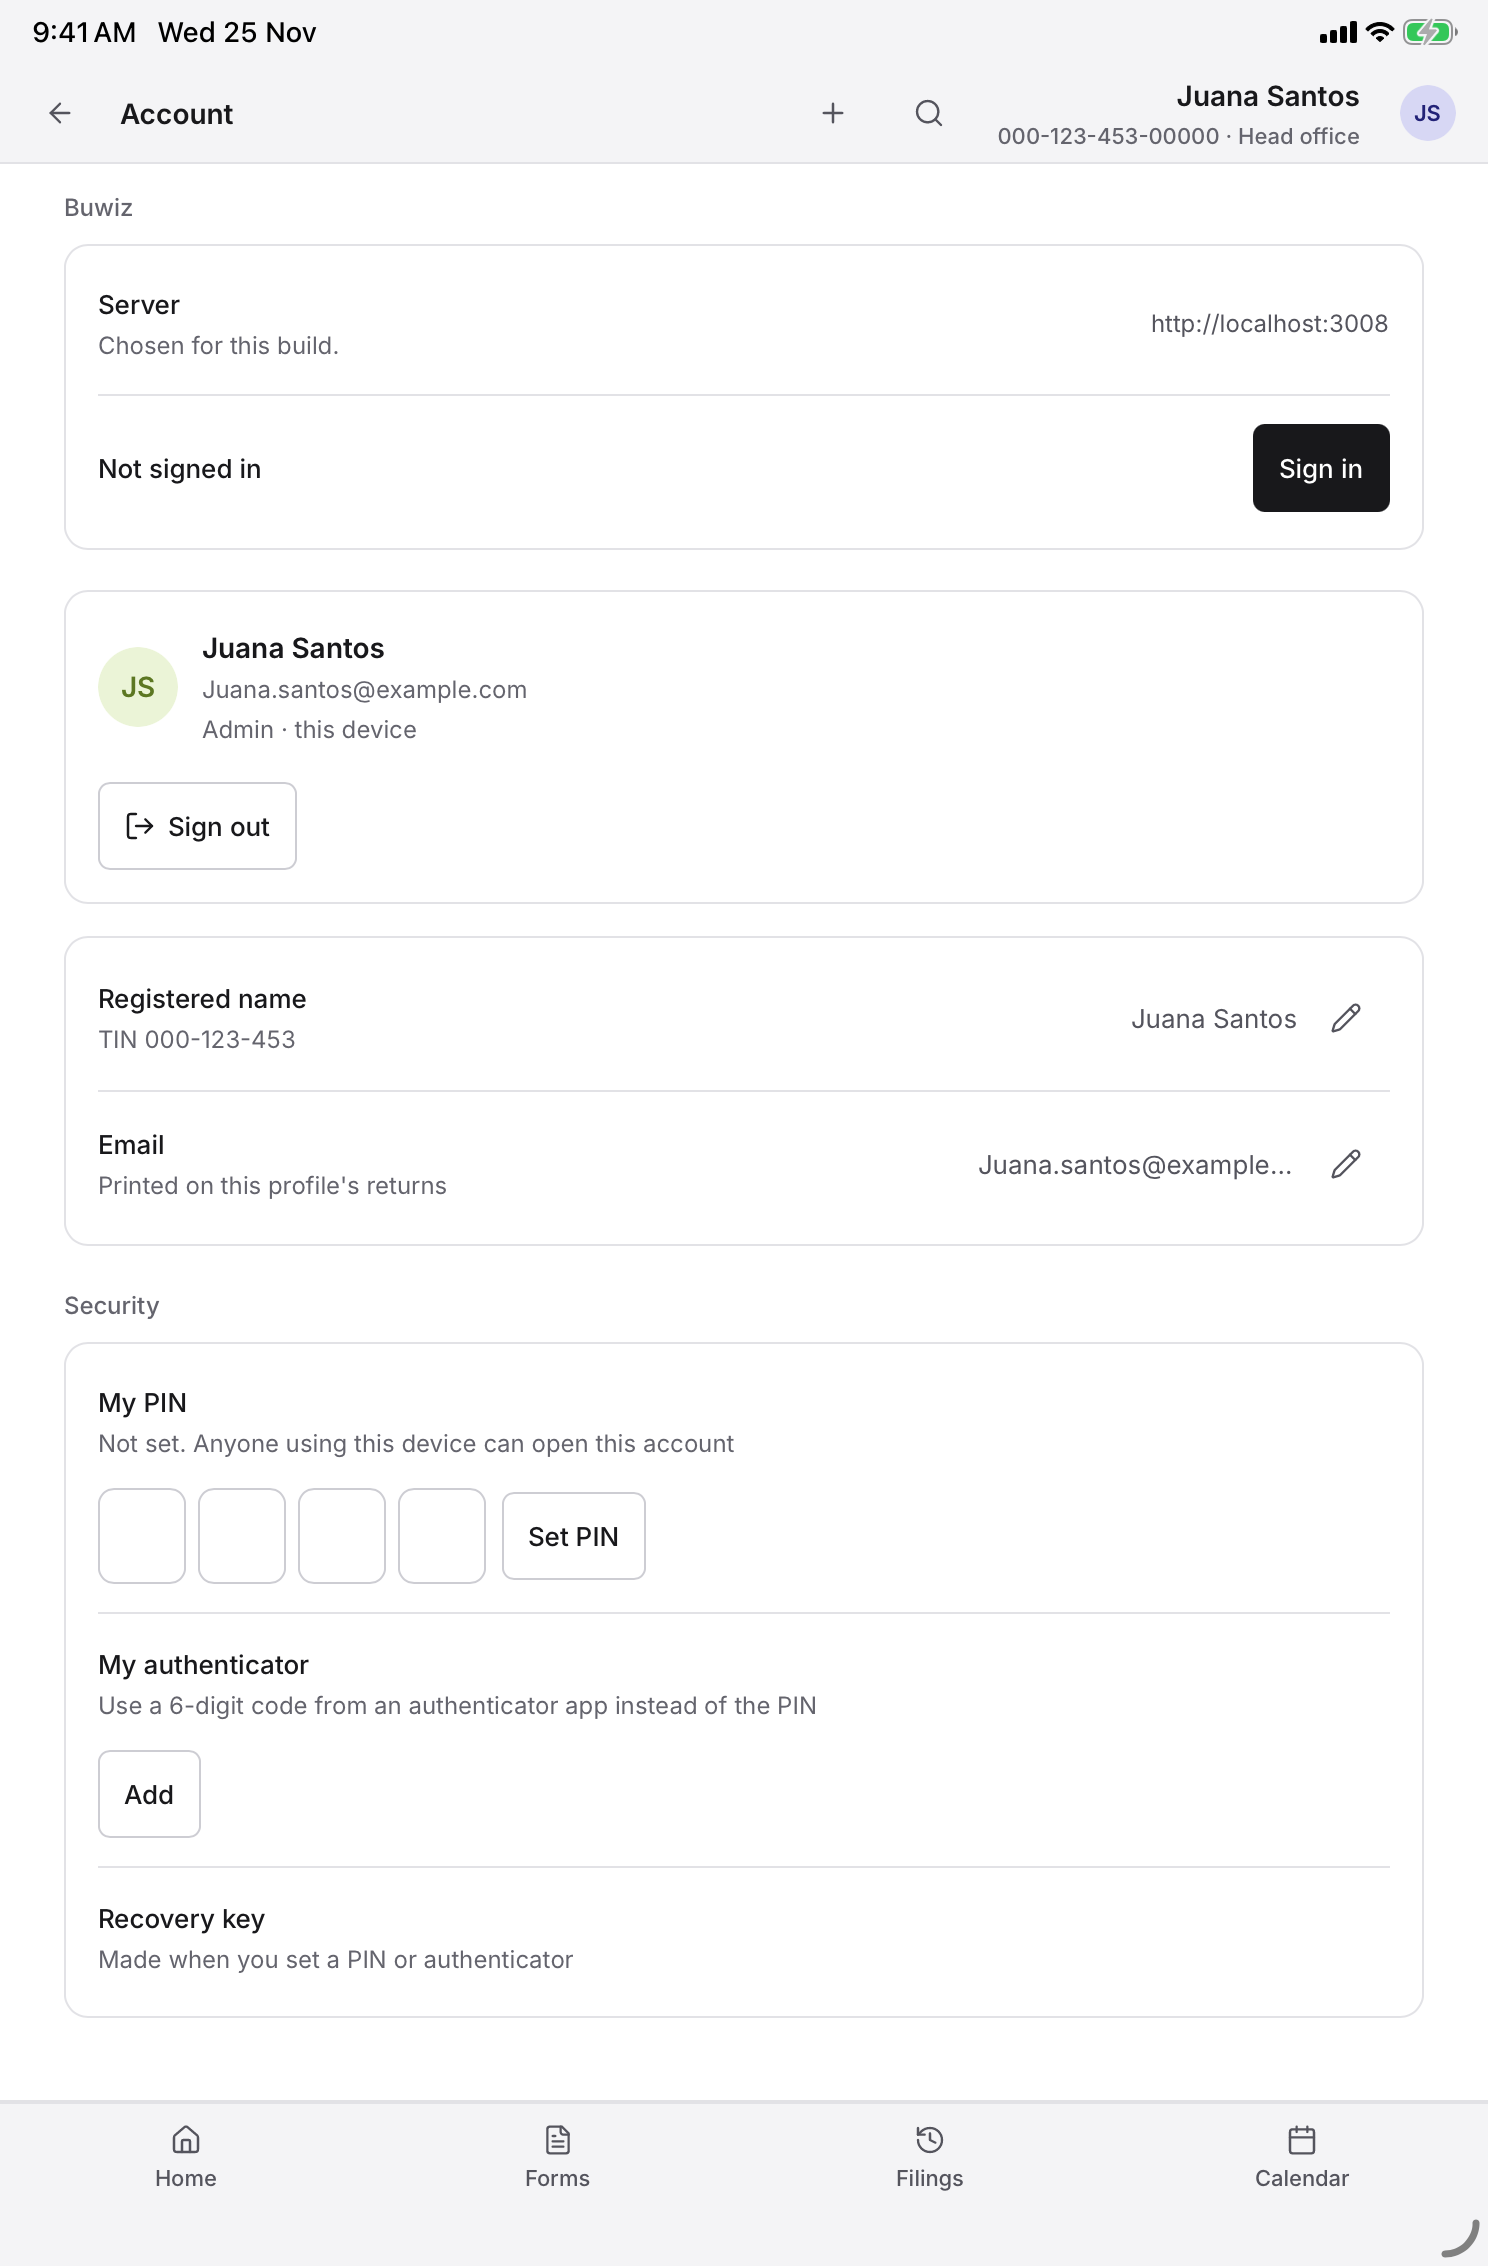 9:41 AM Wed 25 Nov
Account
Juana Santos
000-123-453-00000 · Head office
JS
Buwiz
Server
Chosen for this build.
http://localhost:3008
Not signed in
Sign in
JS
Juana Santos
Juana.santos@example.com
Admin · this device
Sign out
Registered name
TIN 000-123-453
Juana Santos
Email
Printed on this profile's returns
Juana.santos@example...
Security
My PIN
Not set. Anyone using this device can open this account
Set PIN
My authenticator
Use a 6-digit code from an authenticator app instead of the PIN
Add
Recovery key
Made when you set a PIN or authenticator
Home
Forms
Filings
Calendar